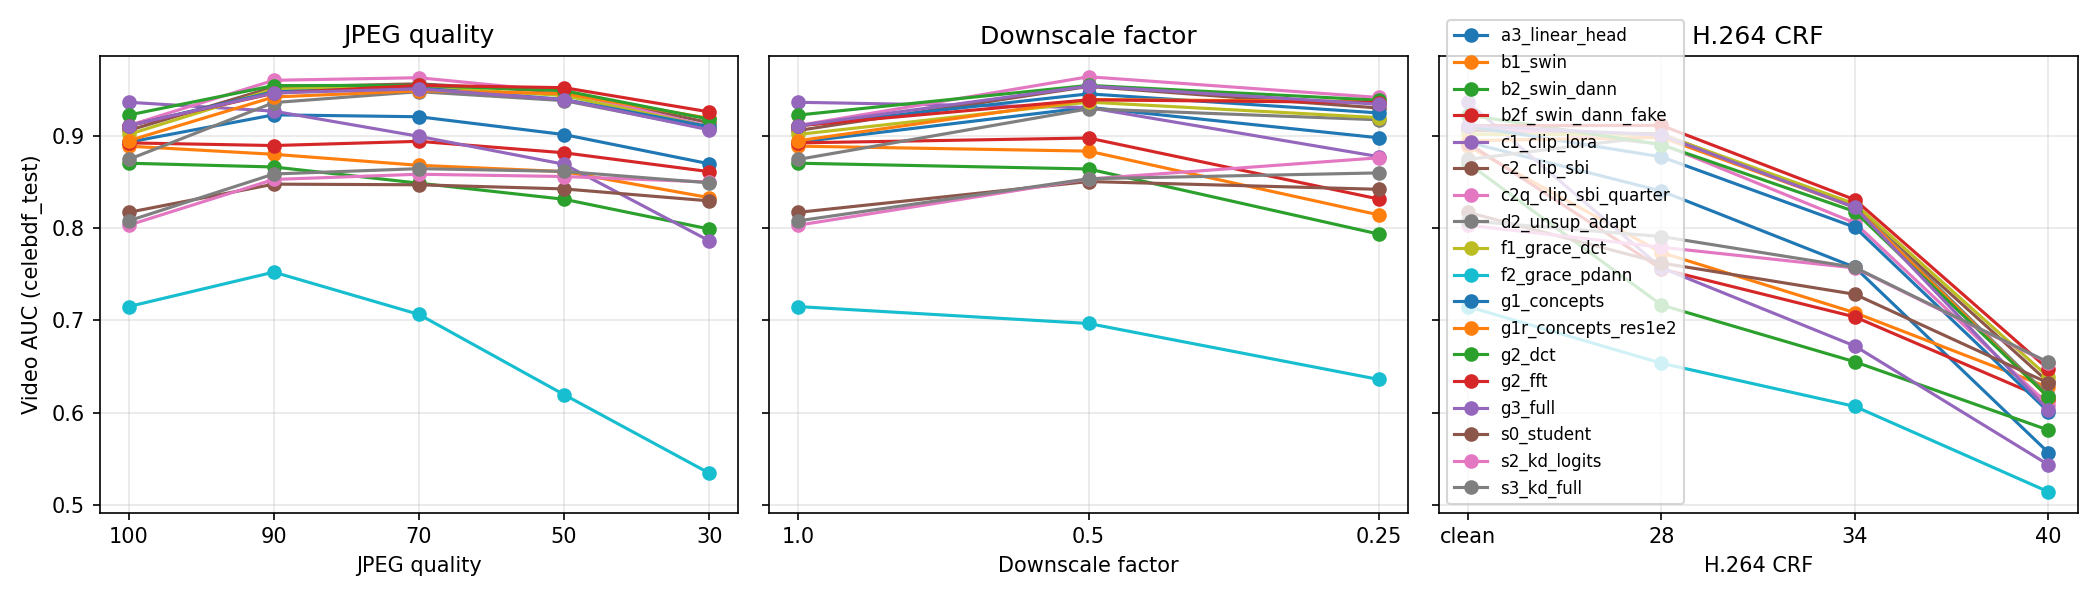 JPEG quality
Downscale factor
H.264 CRF
Video AUC (celebdf_test)
0.9
0.8
0.7
0.6
0.5
100 90 70 50 30
JPEG quality
1.0 0.5 0.25
Downscale factor
a3_linear_head
b1_swin
b2_swin_dann
b2f_swin_dann_fake
c1_clip_lora
c2_clip_sbi
c2q_clip_sbi_quarter
d2_unsup_adapt
f1_grace_dct
f2_grace_pdann
g1_concepts
g1r_concepts_res1e2
g2_dct
g2_fft
g3_full
s0_student
s2_kd_logits
s3_kd_full
clean 28 34 40
H.264 CRF